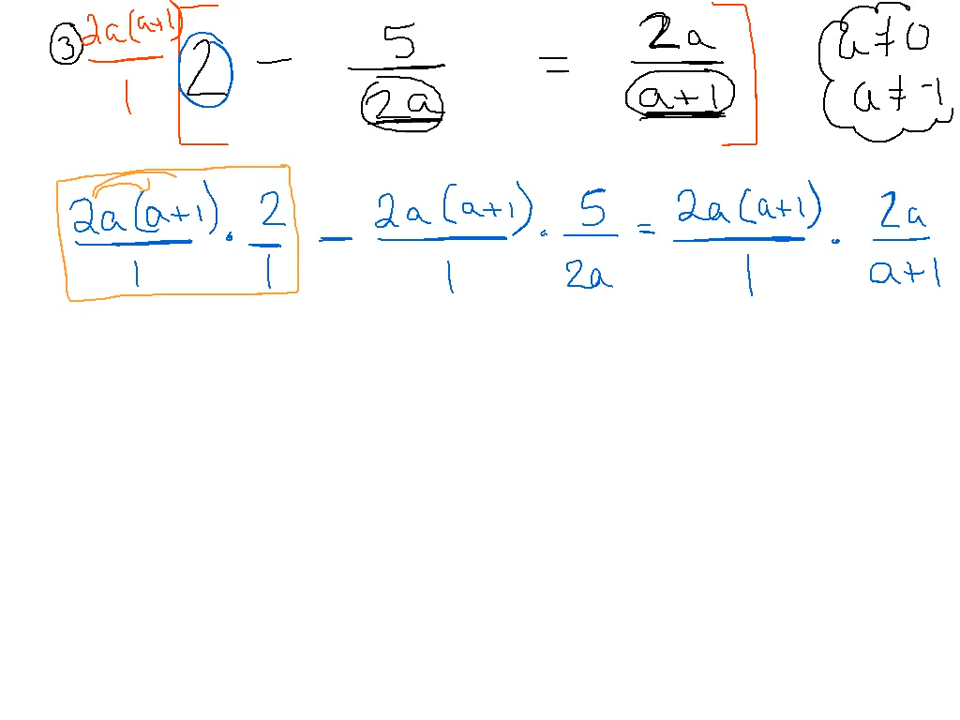 ③ 2a(a+1)/1 [2 − 5/2a = 2a/a+1] a ≠ 0 a ≠ -1
2a(a+1)/1 · 2/1 − 2a(a+1)/1 · 5/2a = 2a(a+1)/1 · 2a/a+1